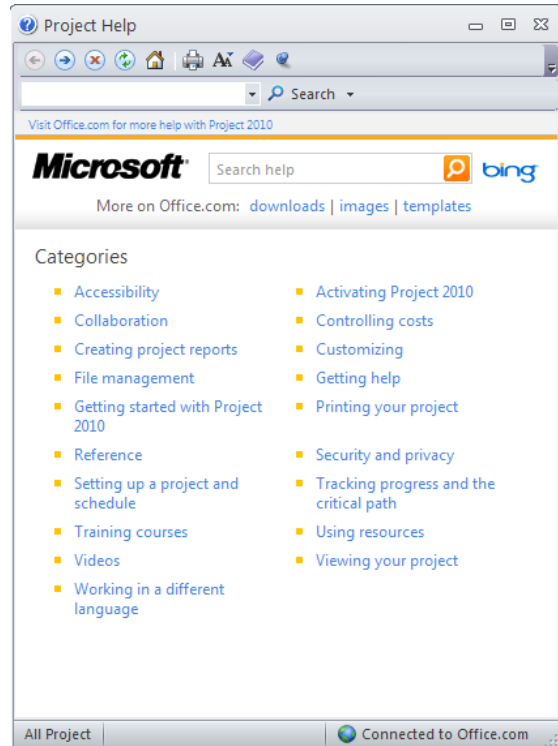 Project Help
Search
Visit Office.com for more help with Project 2010
Microsoft Search help bing
More on Office.com: downloads | images | templates
Categories
Accessibility
Activating Project 2010
Collaboration
Controlling costs
Creating project reports
Customizing
File management
Getting help
Getting started with Project
2010
Printing your project
Reference
Security and privacy
Setting up a project and
schedule
Tracking progress and the
critical path
Training courses
Using resources
Videos
Viewing your project
Working in a different
language
All Project
Connected to Office.com